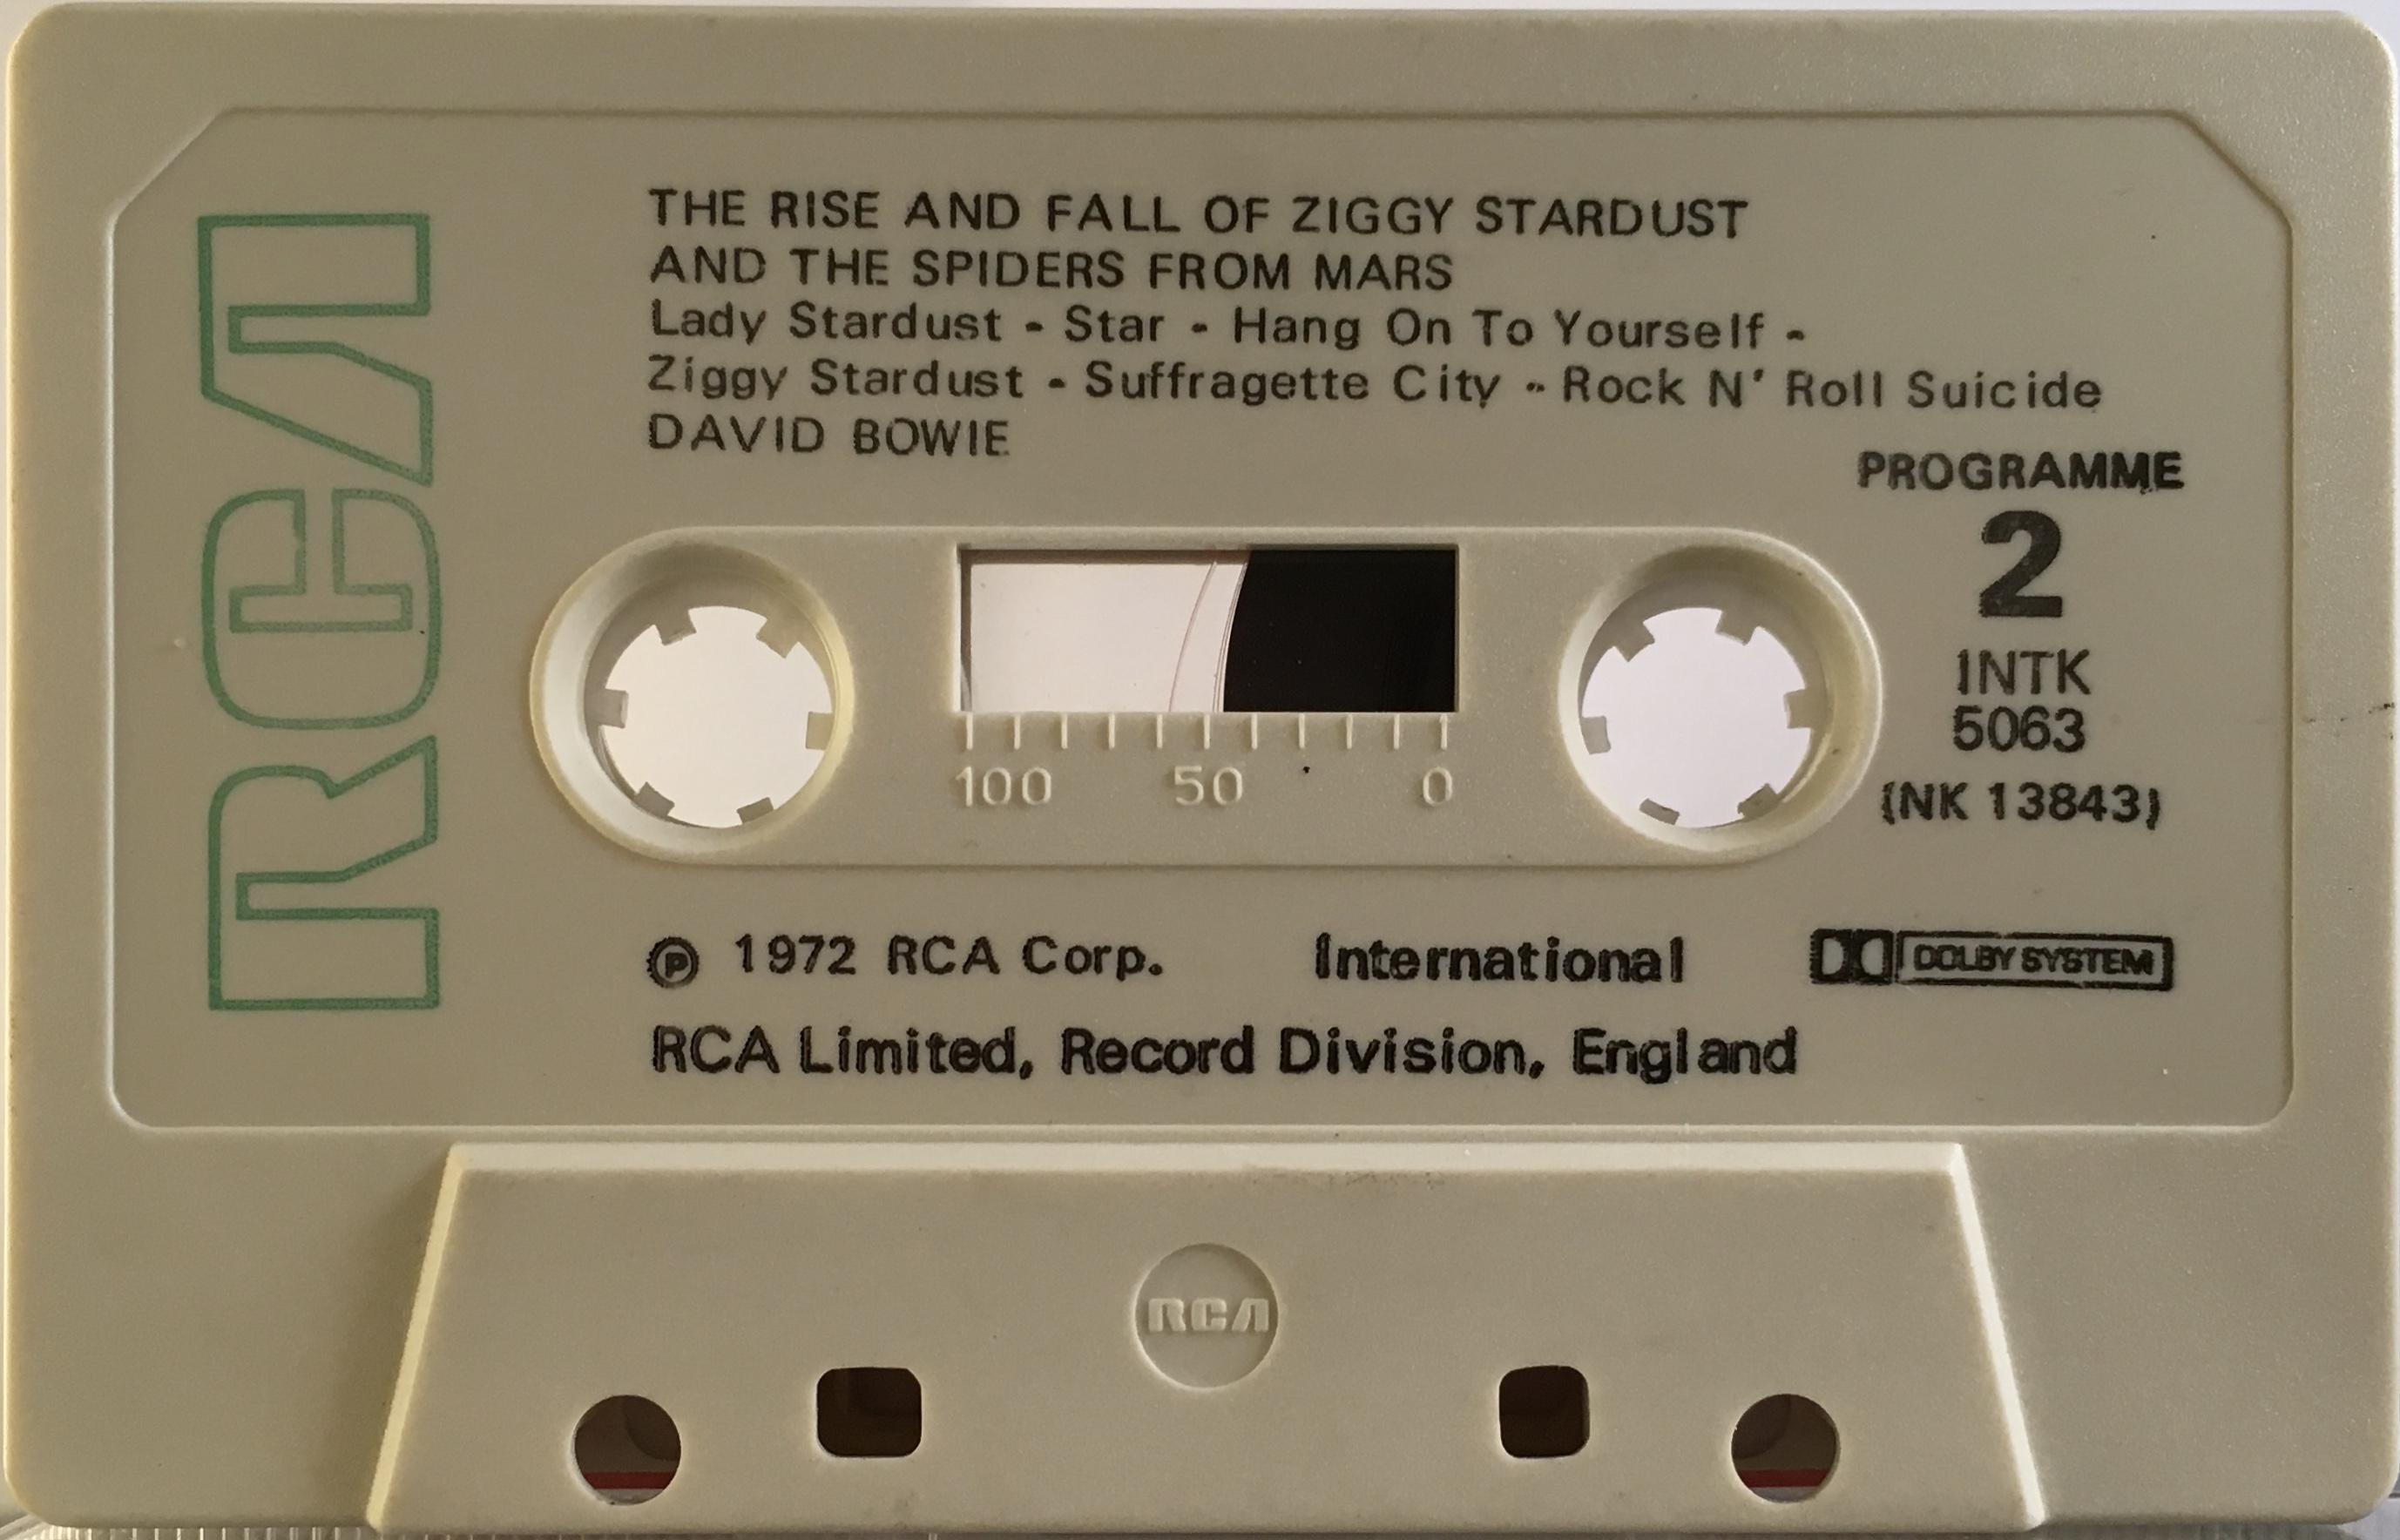 RCA
THE RISE AND FALL OF ZIGGY STARDUST
AND THE SPIDERS FROM MARS
Lady Stardust - Star - Hang On To Yourself -
Ziggy Stardust - Suffragette City - Rock N' Roll Suicide
DAVID BOWIE
PROGRAMME
2
INTK
5063
(NK 13843)
100 50 0
℗ 1972 RCA Corp. International DOLBY SYSTEM
RCA Limited, Record Division, England
RCA